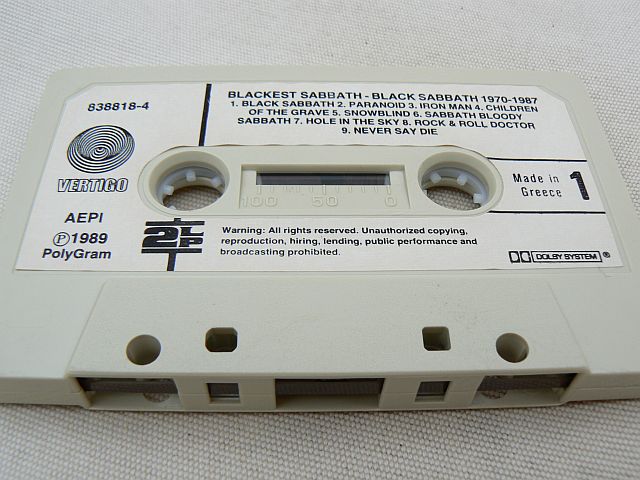 838818-4
BLACKEST SABBATH - BLACK SABBATH 1970-1987
1. BLACK SABBATH 2. PARANOID 3. IRON MAN 4. CHILDREN
OF THE GRAVE 5. SNOWBLIND 6. SABBATH BLOODY
SABBATH 7. HOLE IN THE SKY 8. ROCK & ROLL DOCTOR
9. NEVER SAY DIE
VERTIGO
AEPI
Ⓟ1989
PolyGram
100 50 0
Made in
Greece
1
2LP
Warning: All rights reserved. Unauthorized copying,
reproduction, hiring, lending, public performance and
broadcasting prohibited.
DOLBY SYSTEM ®